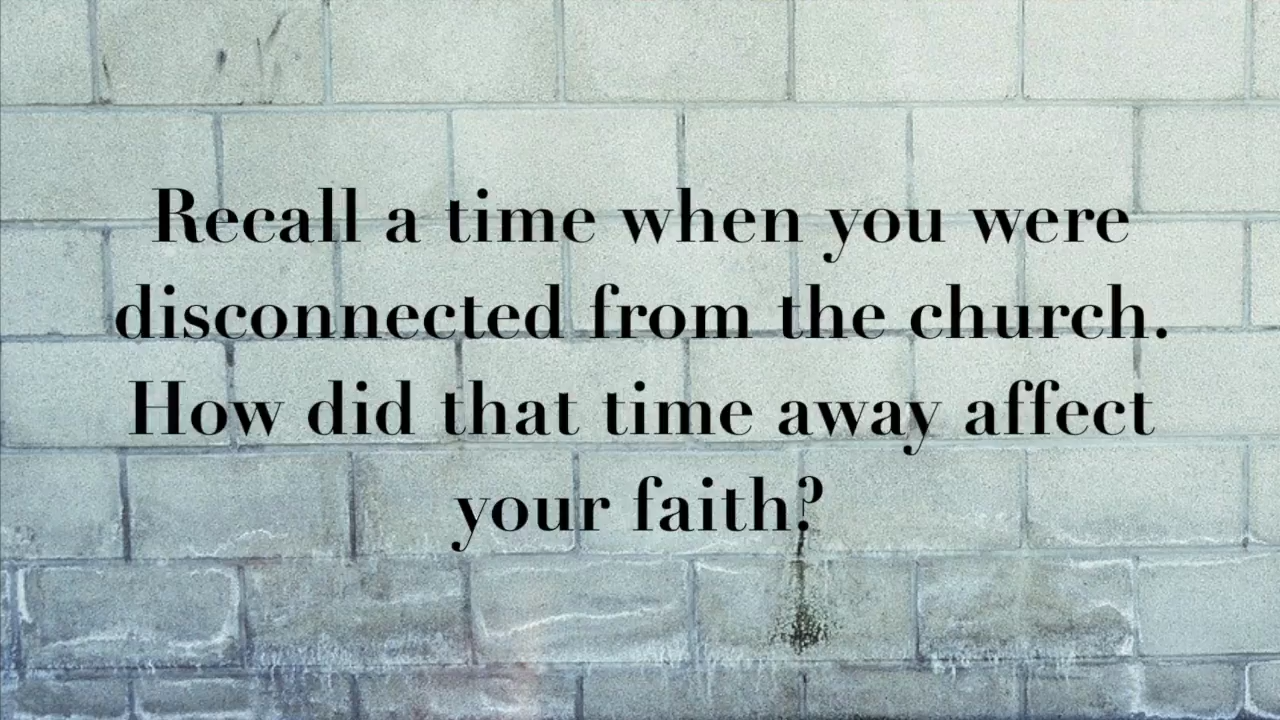 Recall a time when you were
disconnected from the church.
How did that time away affect
your faith?